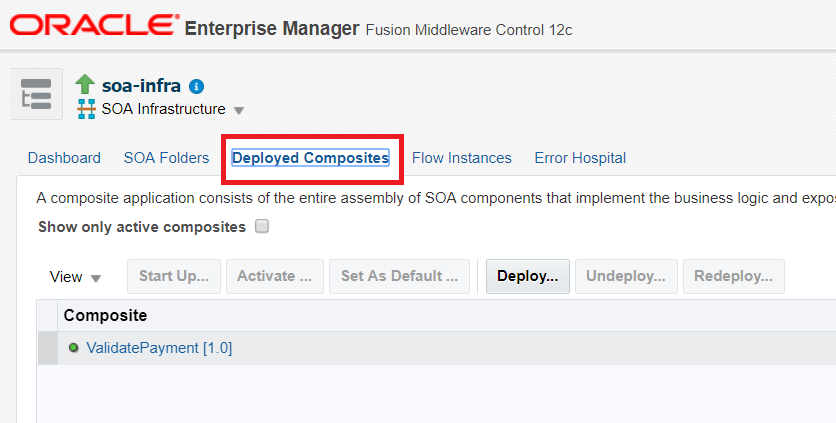 ORACLE® Enterprise Manager Fusion Middleware Control 12c
soa-infra
SOA Infrastructure
Dashboard SOA Folders Deployed Composites Flow Instances Error Hospital
A composite application consists of the entire assembly of SOA components that implement the business logic and expos
Show only active composites
View Start Up... Activate ... Set As Default ... Deploy... Undeploy... Redeploy...
Composite
ValidatePayment [1.0]